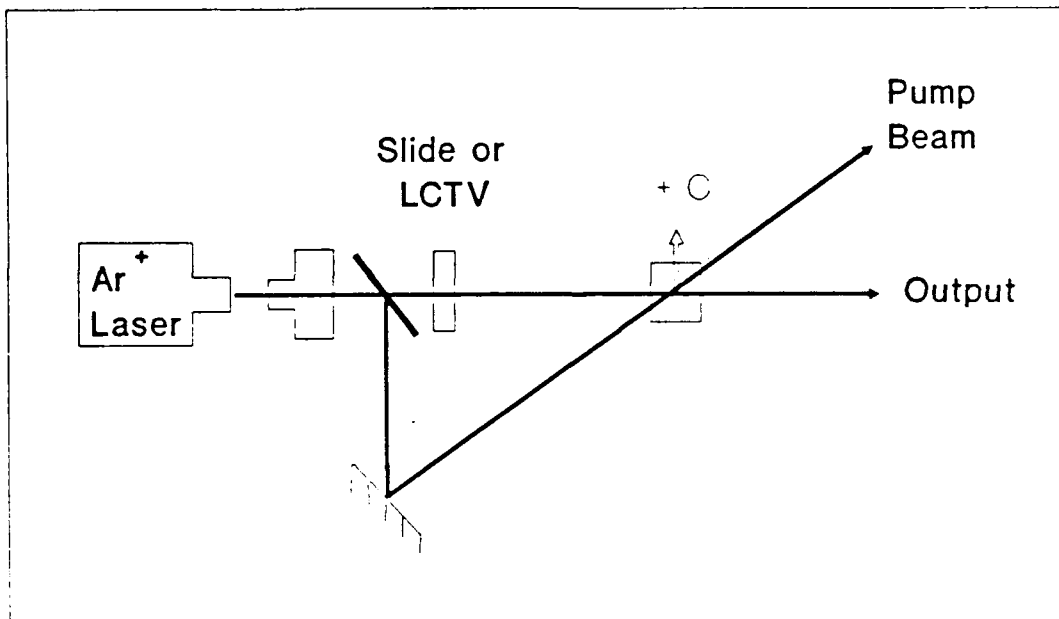 Pump
Beam
Slide or
LCTV
+ C
Ar +
Laser
Output